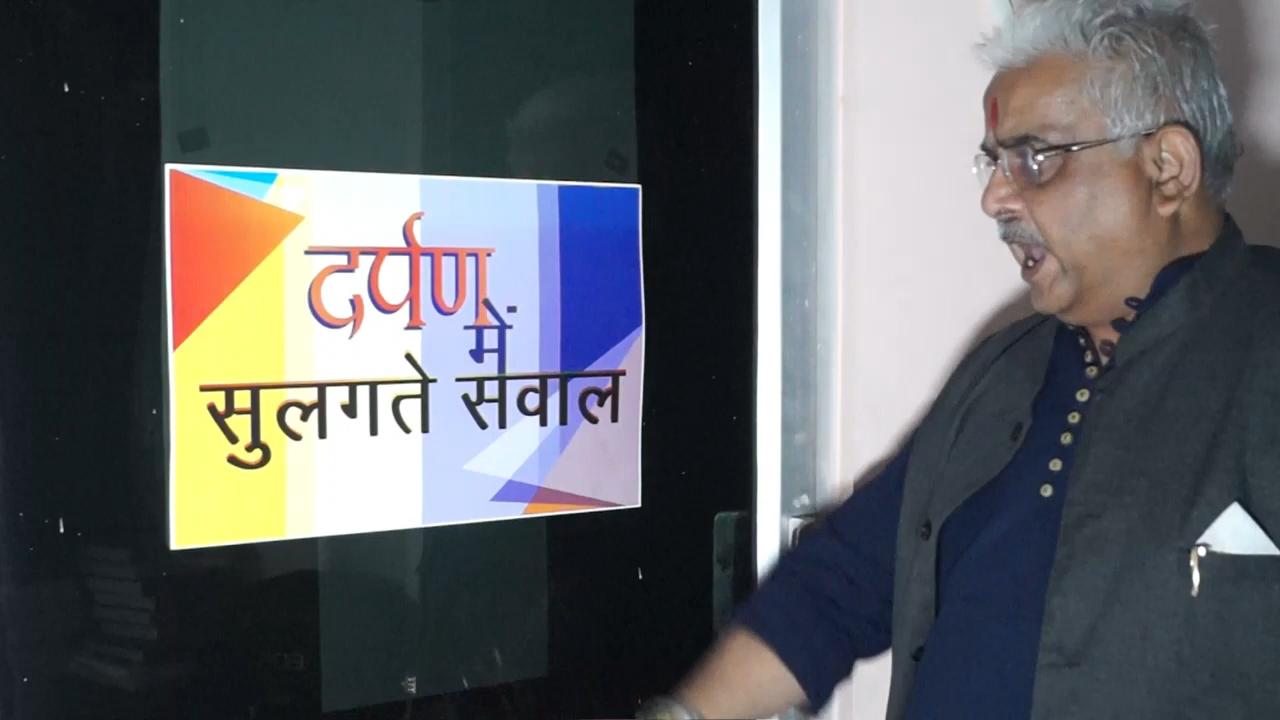 दर्पण
में
सुलगते सवाल